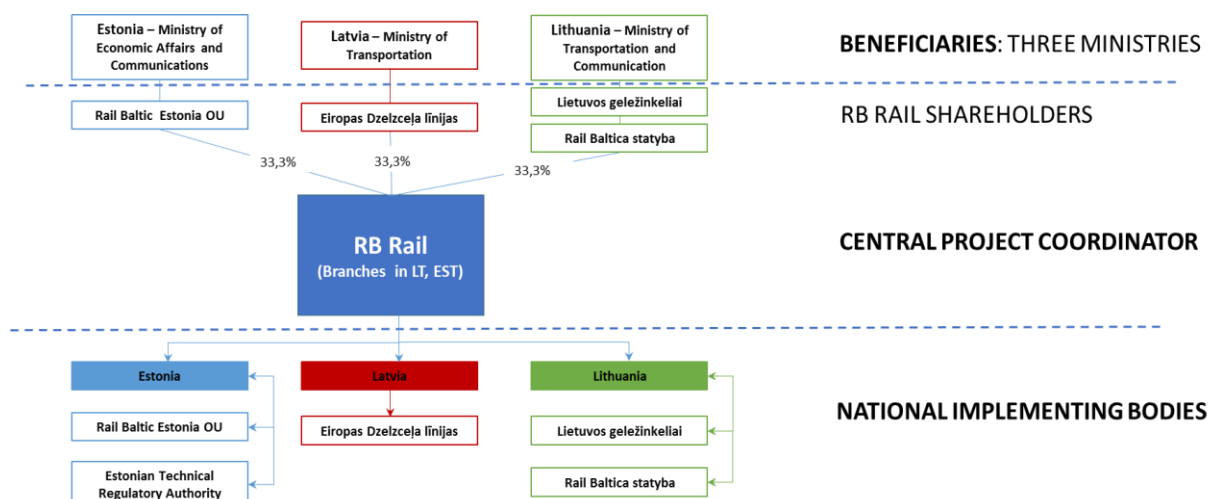 Estonia – Ministry of
Economic Affairs and
Communications
Latvia – Ministry of
Transportation
Lithuania – Ministry of
Transportation and
Communication
BENEFICIARIES: THREE MINISTRIES
Rail Baltic Estonia OU
Eiropas Dzelzceļa līnijas
Lietuvos geležinkeliai
Rail Baltica statyba
RB RAIL SHAREHOLDERS
33,3%
33,3%
33,3%
RB Rail
(Branches in LT, EST)
CENTRAL PROJECT COORDINATOR
Estonia
Latvia
Lithuania
Rail Baltic Estonia OU
Eiropas Dzelzceļa līnijas
Lietuvos geležinkeliai
NATIONAL IMPLEMENTING BODIES
Estonian Technical
Regulatory Authority
Rail Baltica statyba